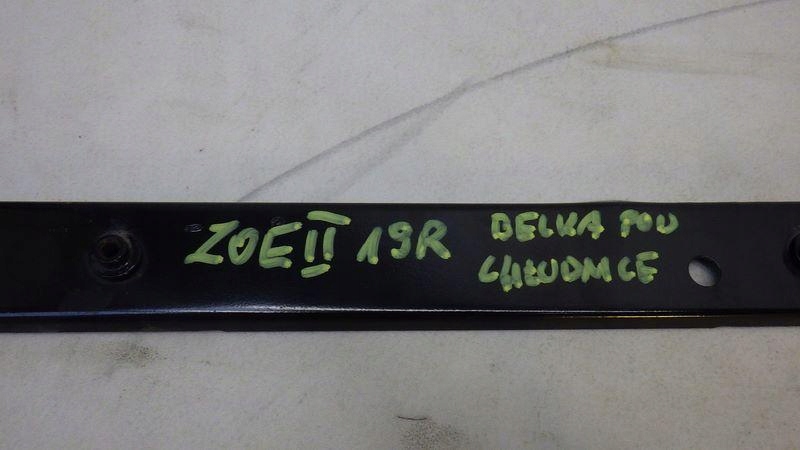 ZOE II 19R BELKA POD
CHŁODNICE